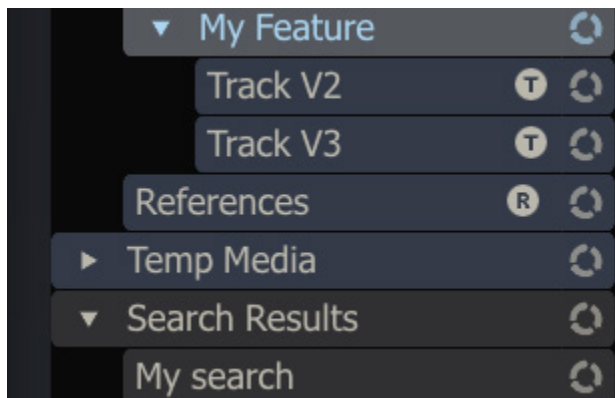 My Feature
Track V2 T
Track V3 T
References R
Temp Media
Search Results
My search